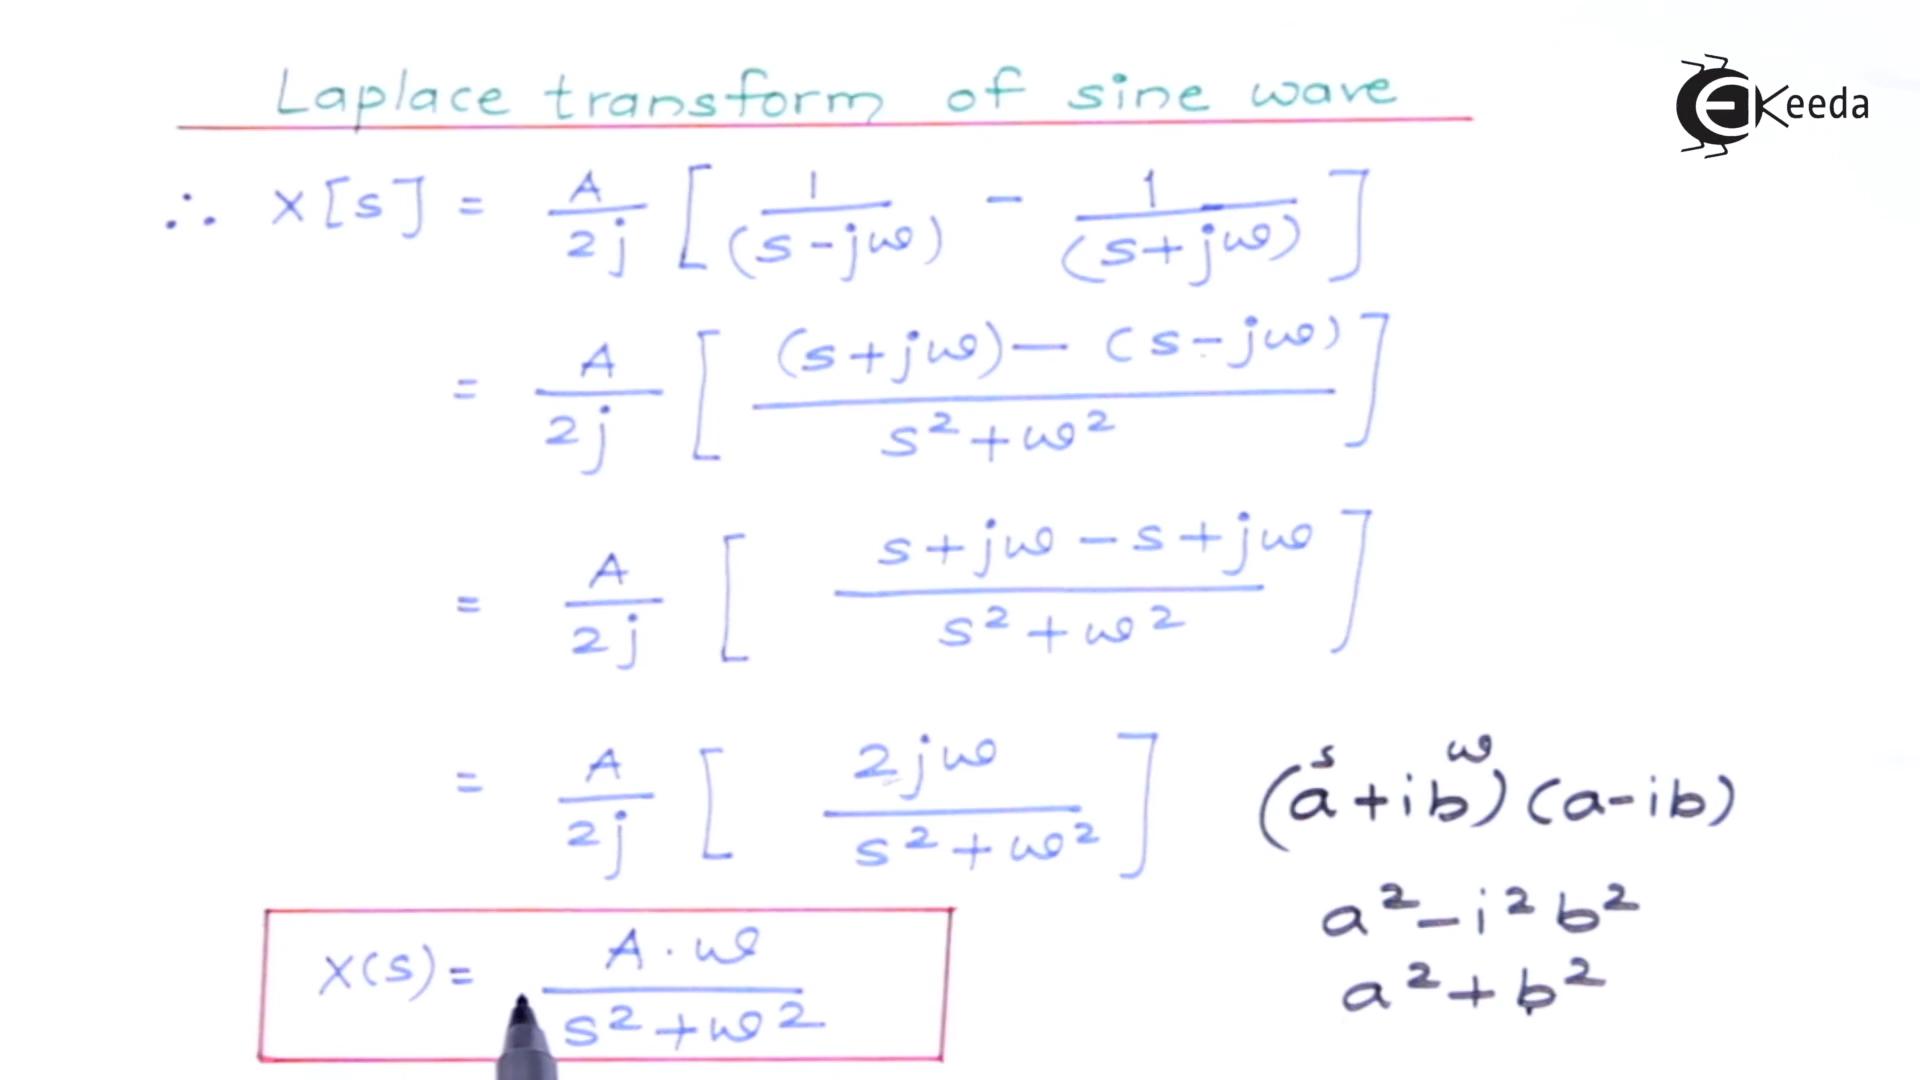 Laplace transform of sine wave
EKeeda
∴ X[s] = A/2j [ 1/(s-jω) - 1/(s+jω) ]
= A/2j [ (s+jω) - (s-jω) / s²+ω² ]
= A/2j [ s+jω-s+jω / s²+ω² ]
= A/2j [ 2jω / s²+ω² ]
s ω
(a+ib)(a-ib)
a²-i²b²
a²+b²
X(s) = A·ω / s²+ω²